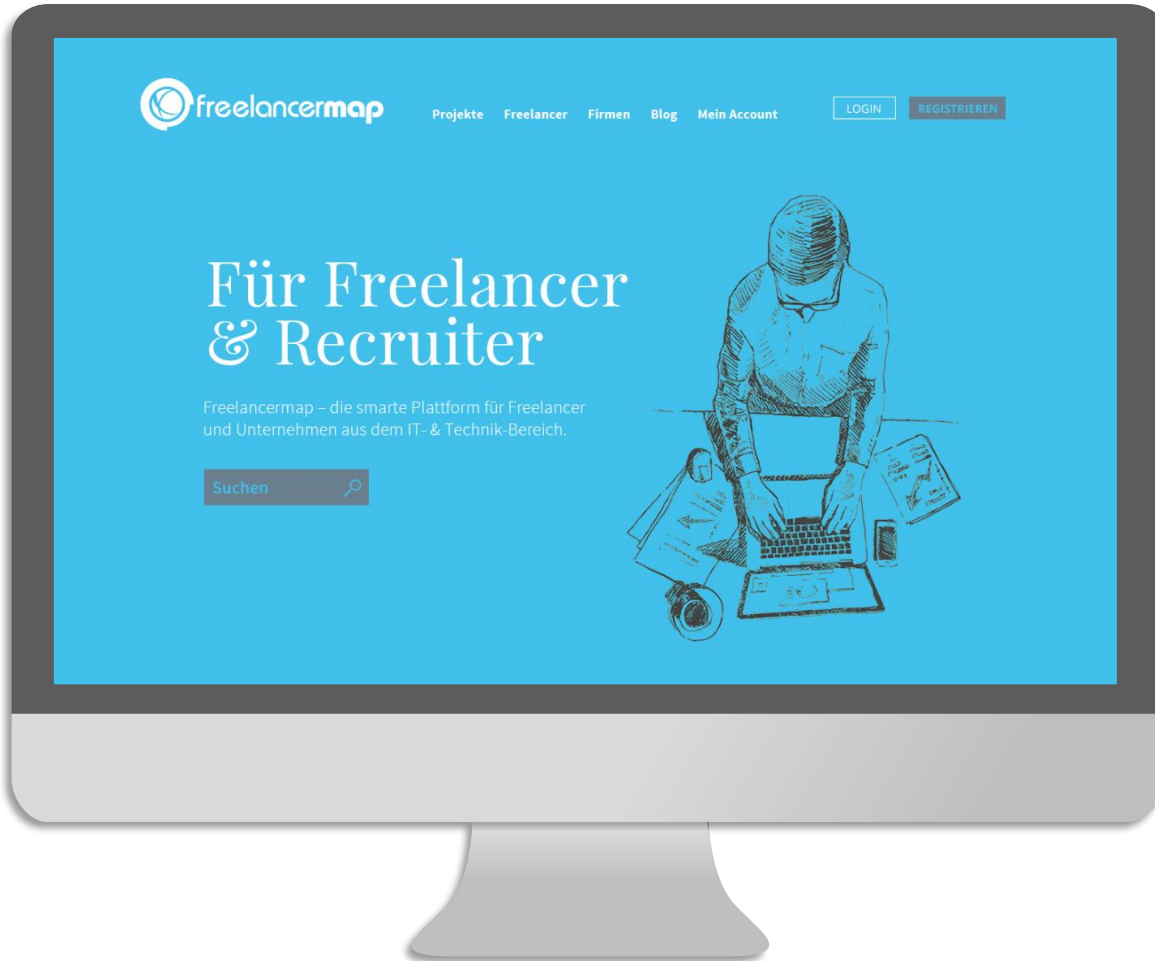 freelancermap
Projekte Freelancer Firmen Blog Mein Account
LOGIN REGISTRIEREN
Für Freelancer
& Recruiter
Freelancermap – die smarte Plattform für Freelancer
und Unternehmen aus dem IT- & Technik-Bereich.
Suchen